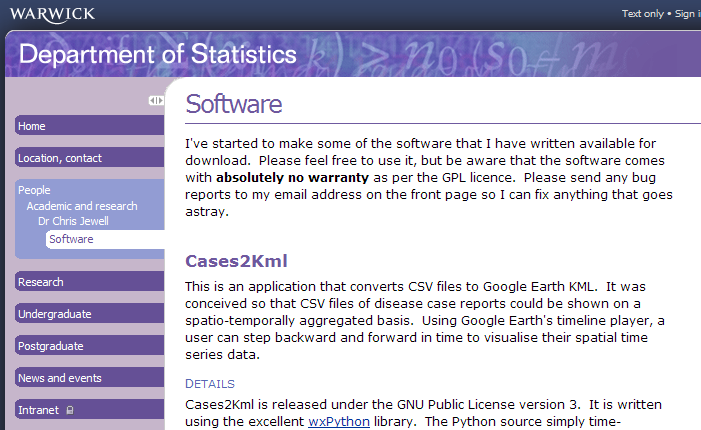 WARWICK
Text only • Sign i
Department of Statistics
Home
Location, contact
People
Academic and research
Dr Chris Jewell
Software
Research
Undergraduate
Postgraduate
News and events
Intranet
Software
I've started to make some of the software that I have written available for
download. Please feel free to use it, but be aware that the software comes
with absolutely no warranty as per the GPL licence. Please send any bug
reports to my email address on the front page so I can fix anything that goes
astray.
Cases2Kml
This is an application that converts CSV files to Google Earth KML. It was
conceived so that CSV files of disease case reports could be shown on a
spatio-temporally aggregated basis. Using Google Earth's timeline player, a
user can step backward and forward in time to visualise their spatial time
series data.
DETAILS
Cases2Kml is released under the GNU Public License version 3. It is written
using the excellent wxPython library. The Python source simply time-